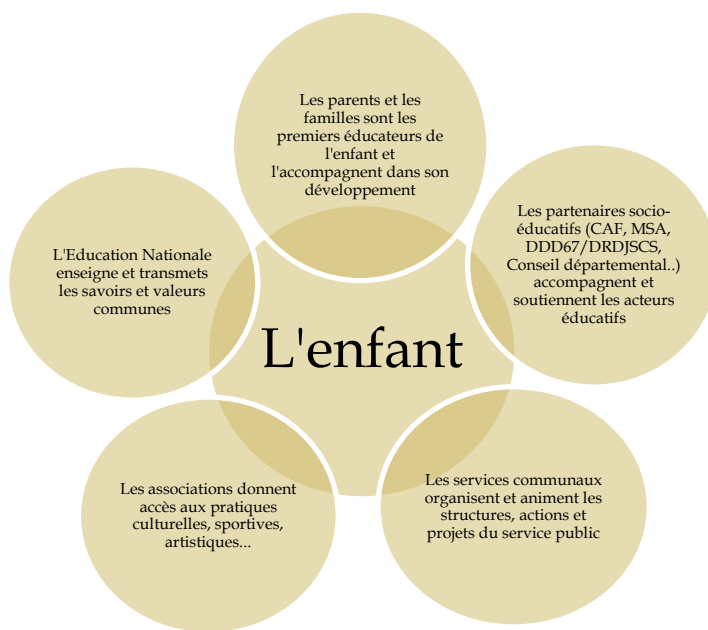 Les parents et les
familles sont les
premiers éducateurs de
l'enfant et
l'accompagnent dans son
développement
Les partenaires socio-
éducatifs (CAF, MSA,
DDD67/DRDJSCS,
Conseil départemental..)
accompagnent et
soutiennent les acteurs
éducatifs
L'Education Nationale
enseigne et transmets
les savoirs et valeurs
communes
L'enfant
Les services communaux
organisent et animent les
structures, actions et
projets du service public
Les associations donnent
accès aux pratiques
culturelles, sportives,
artistiques...